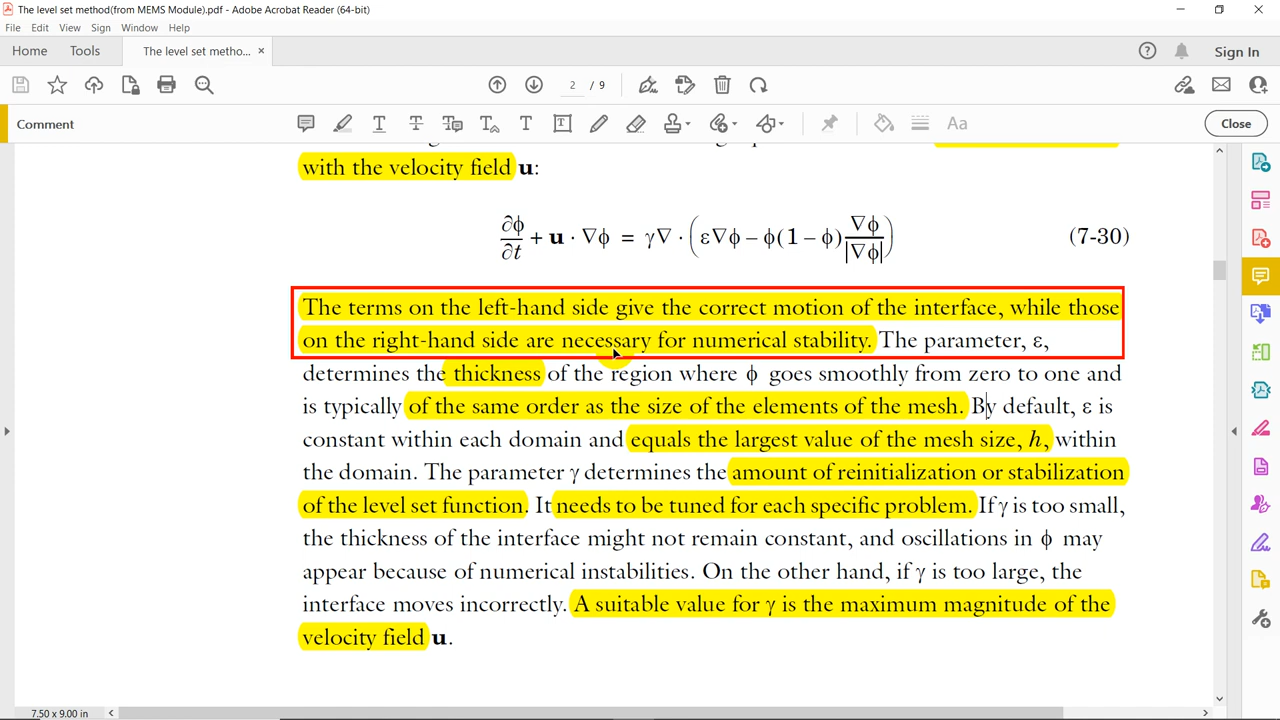 The level set method(from MEMS Module).pdf - Adobe Acrobat Reader (64-bit)
File Edit View Sign Window Help
Home Tools The level set metho... × Sign In
2 / 9
Comment Aa Close
with the velocity field u:
∂ϕ/∂t + u · ∇ϕ = γ∇ · (ε∇ϕ − ϕ(1 − ϕ) ∇ϕ/|∇ϕ|) (7-30)
The terms on the left-hand side give the correct motion of the interface, while those
on the right-hand side are necessary for numerical stability. The parameter, ε,
determines the thickness of the region where ϕ goes smoothly from zero to one and
is typically of the same order as the size of the elements of the mesh. By default, ε is
constant within each domain and equals the largest value of the mesh size, h, within
the domain. The parameter γ determines the amount of reinitialization or stabilization
of the level set function. It needs to be tuned for each specific problem. If γ is too small,
the thickness of the interface might not remain constant, and oscillations in ϕ may
appear because of numerical instabilities. On the other hand, if γ is too large, the
interface moves incorrectly. A suitable value for γ is the maximum magnitude of the
velocity field u.
7.50 x 9.00 in